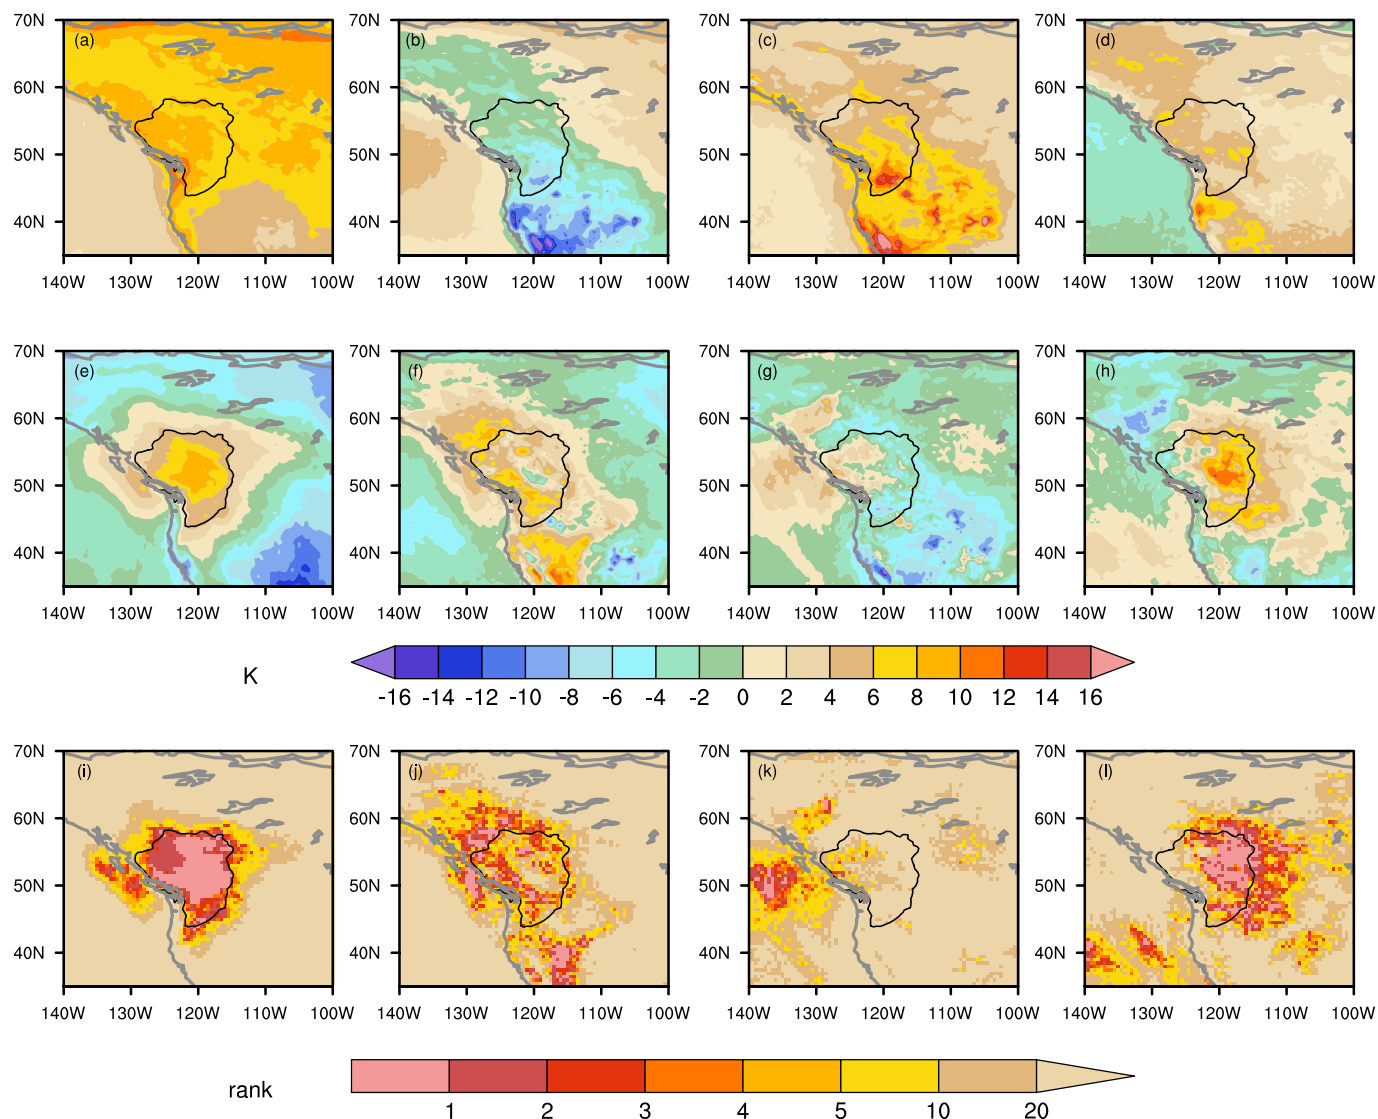 70N (a) (b) 70N (c) 70N (d)
60N 60N 60N 60N
50N 50N 50N 50N
40N 40N 40N 40N
140W 130W 120W 110W 100W 140W 130W 120W 110W 100W 140W 130W 120W 110W 100W 140W 130W 120W 110W 100W
70N (e) 70N (f) 70N (g) 70N (h)
60N 60N 60N 60N
50N 50N 50N 50N
40N 40N 40N 40N
140W 130W 120W 110W 100W 140W 130W 120W 110W 100W 140W 130W 120W 110W 100W 140W 130W 120W 110W 100W
K
-16 -14 -12 -10 -8 -6 -4 -2 0 2 4 6 8 10 12 14 16
70N (i) 70N (j) 70N (k) 70N (l)
60N 60N 60N 60N
50N 50N 50N 50N
40N 40N 40N 40N
140W 130W 120W 110W 100W 140W 130W 120W 110W 100W 140W 130W 120W 110W 100W 140W 130W 120W 110W 100W
rank
1 2 3 4 5 10 20